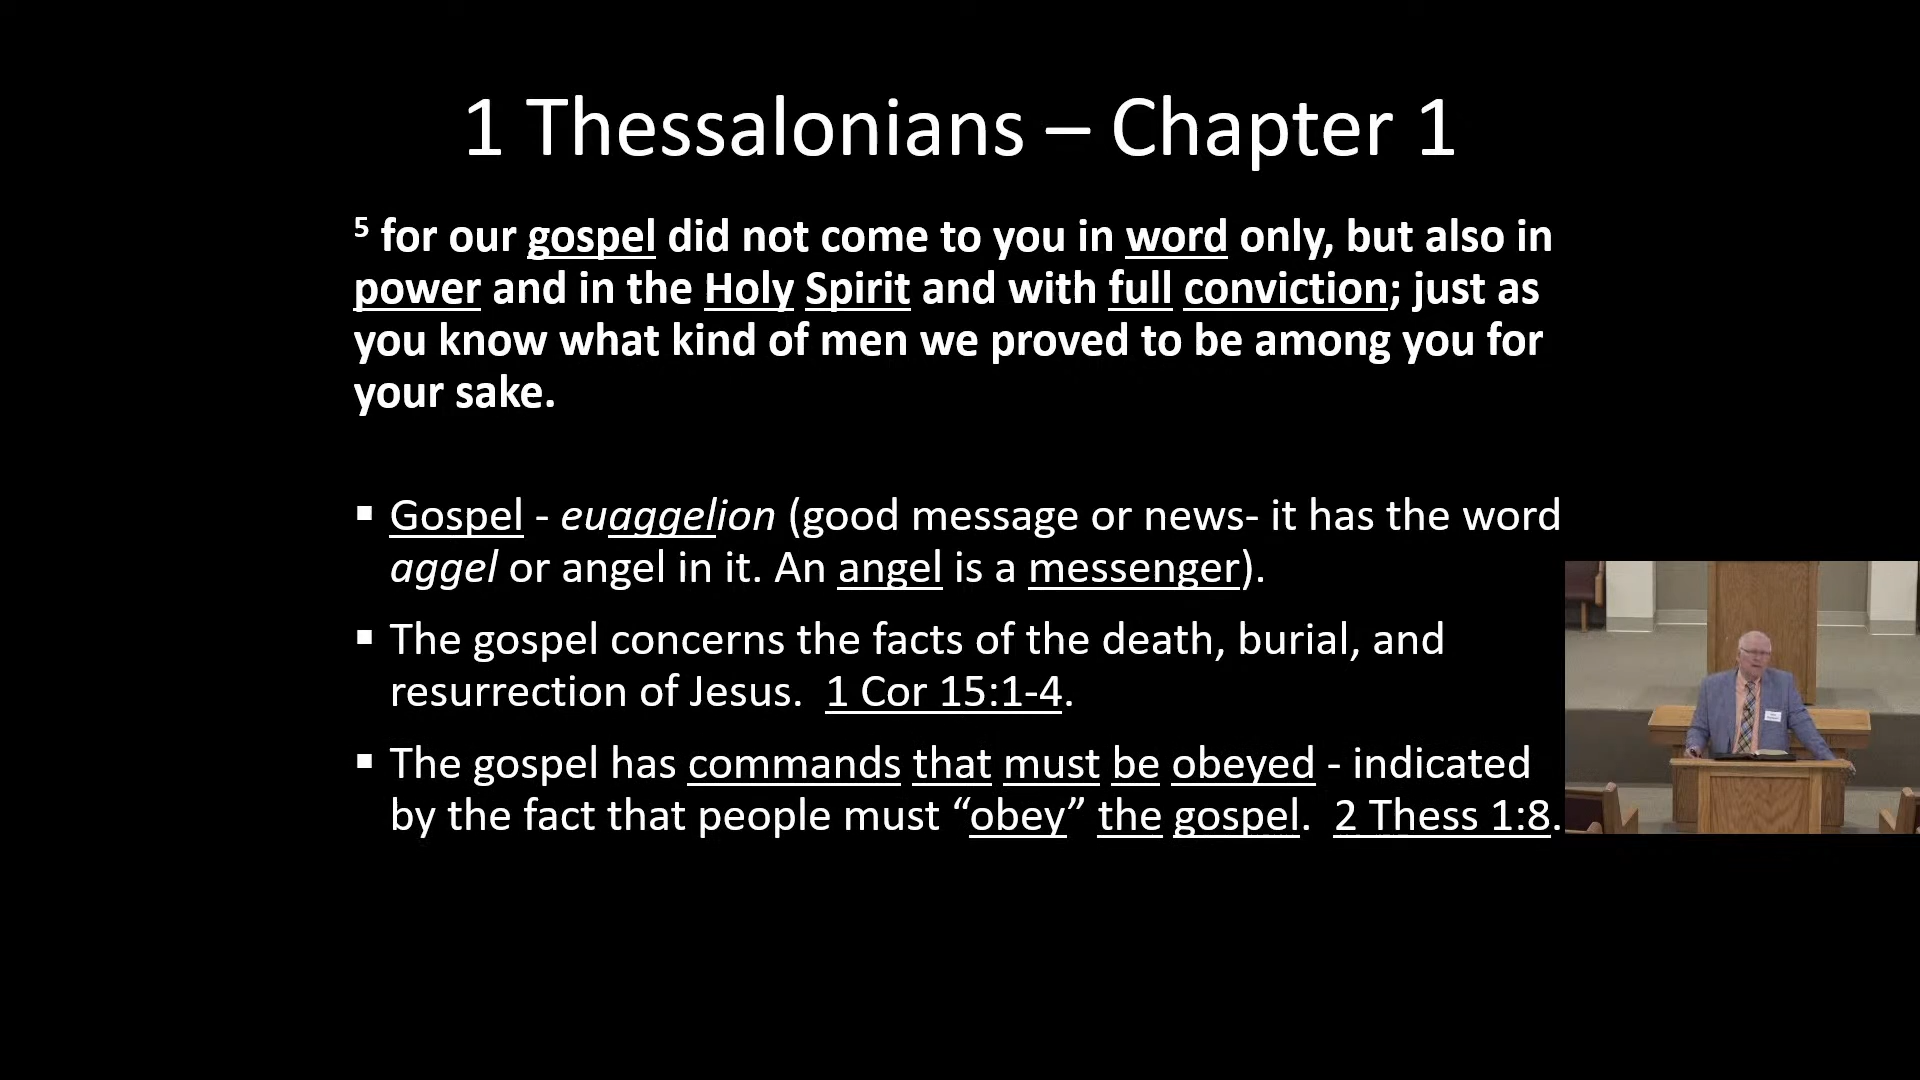 1 Thessalonians – Chapter 1
5 for our gospel did not come to you in word only, but also in
power and in the Holy Spirit and with full conviction; just as
you know what kind of men we proved to be among you for
your sake.
▪ Gospel - euaggelion (good message or news- it has the word
aggel or angel in it. An angel is a messenger).
▪ The gospel concerns the facts of the death, burial, and
resurrection of Jesus.  1 Cor 15:1-4.
▪ The gospel has commands that must be obeyed - indicated
by the fact that people must “obey” the gospel.  2 Thess 1:8.